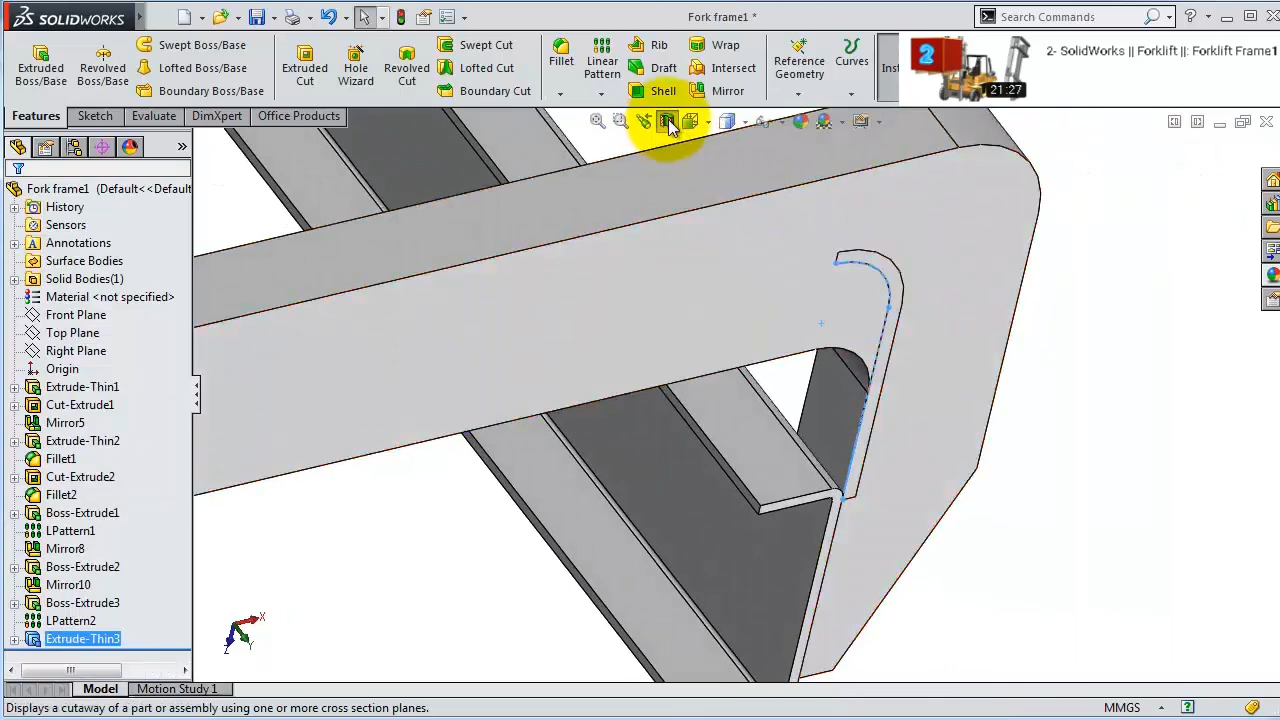 SOLIDWORKS
Fork frame1 *
Search Commands
Extruded Boss/Base
Revolved Boss/Base
Swept Boss/Base
Lofted Boss/Base
Boundary Boss/Base
Extruded Cut
Hole Wizard
Revolved Cut
Swept Cut
Lofted Cut
Boundary Cut
Fillet
Linear Pattern
Rib
Draft
Shell
Wrap
Intersect
Mirror
Reference Geometry
Curves
Inst
2
2- SolidWorks || Forklift ||: Forklift Frame1
21:27
Features
Sketch
Evaluate
DimXpert
Office Products
Fork frame1 (Default<<Default
History
Sensors
Annotations
Surface Bodies
Solid Bodies(1)
Material <not specified>
Front Plane
Top Plane
Right Plane
Origin
Extrude-Thin1
Cut-Extrude1
Mirror5
Extrude-Thin2
Fillet1
Cut-Extrude2
Fillet2
Boss-Extrude1
LPattern1
Mirror8
Boss-Extrude2
Mirror10
Boss-Extrude3
LPattern2
Extrude-Thin3
X
Y
Z
Model
Motion Study 1
Displays a cutaway of a part or assembly using one or more cross section planes.
MMGS